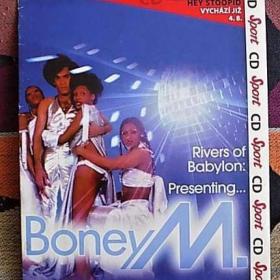 CD
HEY STOOPID
VYCHÁZÍ JIŽ
4. 8.
Rivers of
Babylon:
Presenting...
Boney M.
CD Sport CD Sport CD Sport CD Sport